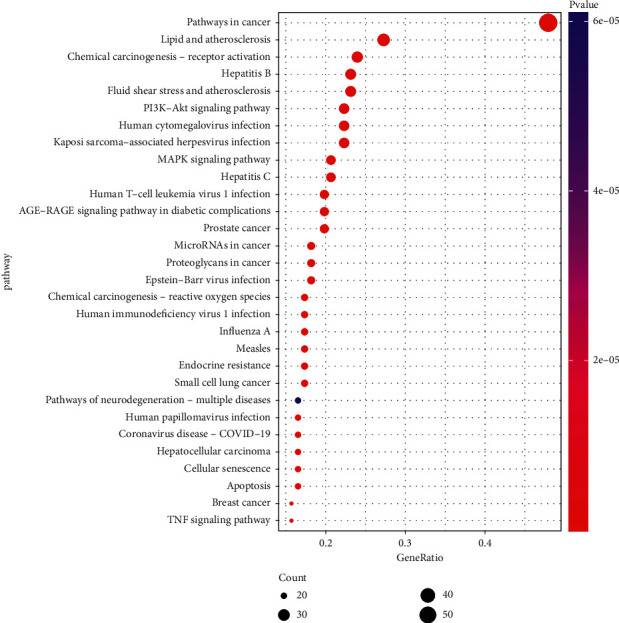 Pvalue
Pathways in cancer
Lipid and atherosclerosis
Chemical carcinogenesis – receptor activation
Hepatitis B
Fluid shear stress and atherosclerosis
PI3K–Akt signaling pathway
Human cytomegalovirus infection
Kaposi sarcoma–associated herpesvirus infection
MAPK signaling pathway
Hepatitis C
Human T–cell leukemia virus 1 infection
AGE–RAGE signaling pathway in diabetic complications
Prostate cancer
MicroRNAs in cancer
Proteoglycans in cancer
Epstein–Barr virus infection
Chemical carcinogenesis – reactive oxygen species
Human immunodeficiency virus 1 infection
Influenza A
Measles
Endocrine resistance
Small cell lung cancer
Pathways of neurodegeneration – multiple diseases
Human papillomavirus infection
Coronavirus disease – COVID–19
Hepatocellular carcinoma
Cellular senescence
Apoptosis
Breast cancer
TNF signaling pathway
pathway
6e–05
4e–05
2e–05
0.2 0.3 0.4
GeneRatio
Count
20 40
30 50